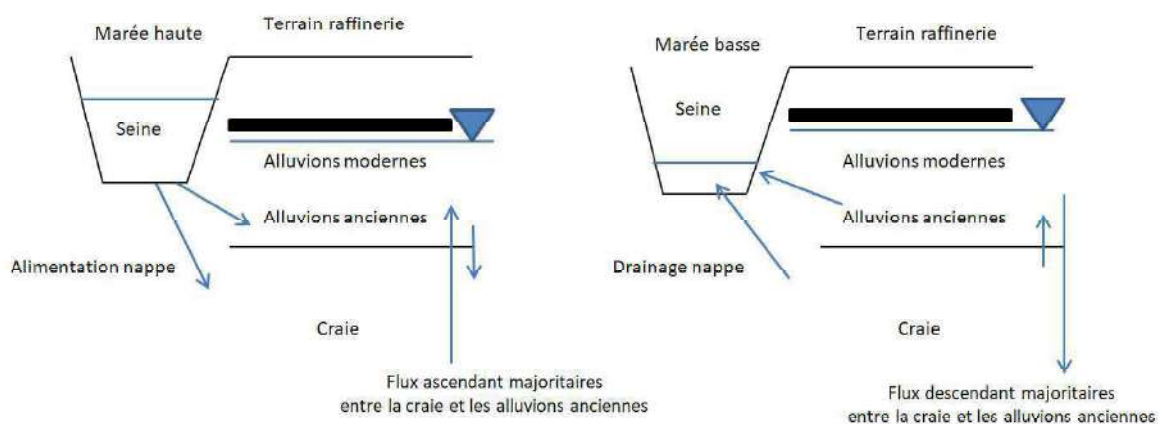 Marée haute
Terrain raffinerie
Seine
Alluvions modernes
Alluvions anciennes
Alimentation nappe
Craie
Flux ascendant majoritaires
entre la craie et les alluvions anciennes
Marée basse
Terrain raffinerie
Seine
Alluvions modernes
Alluvions anciennes
Drainage nappe
Craie
Flux descendant majoritaires
entre la craie et les alluvions anciennes